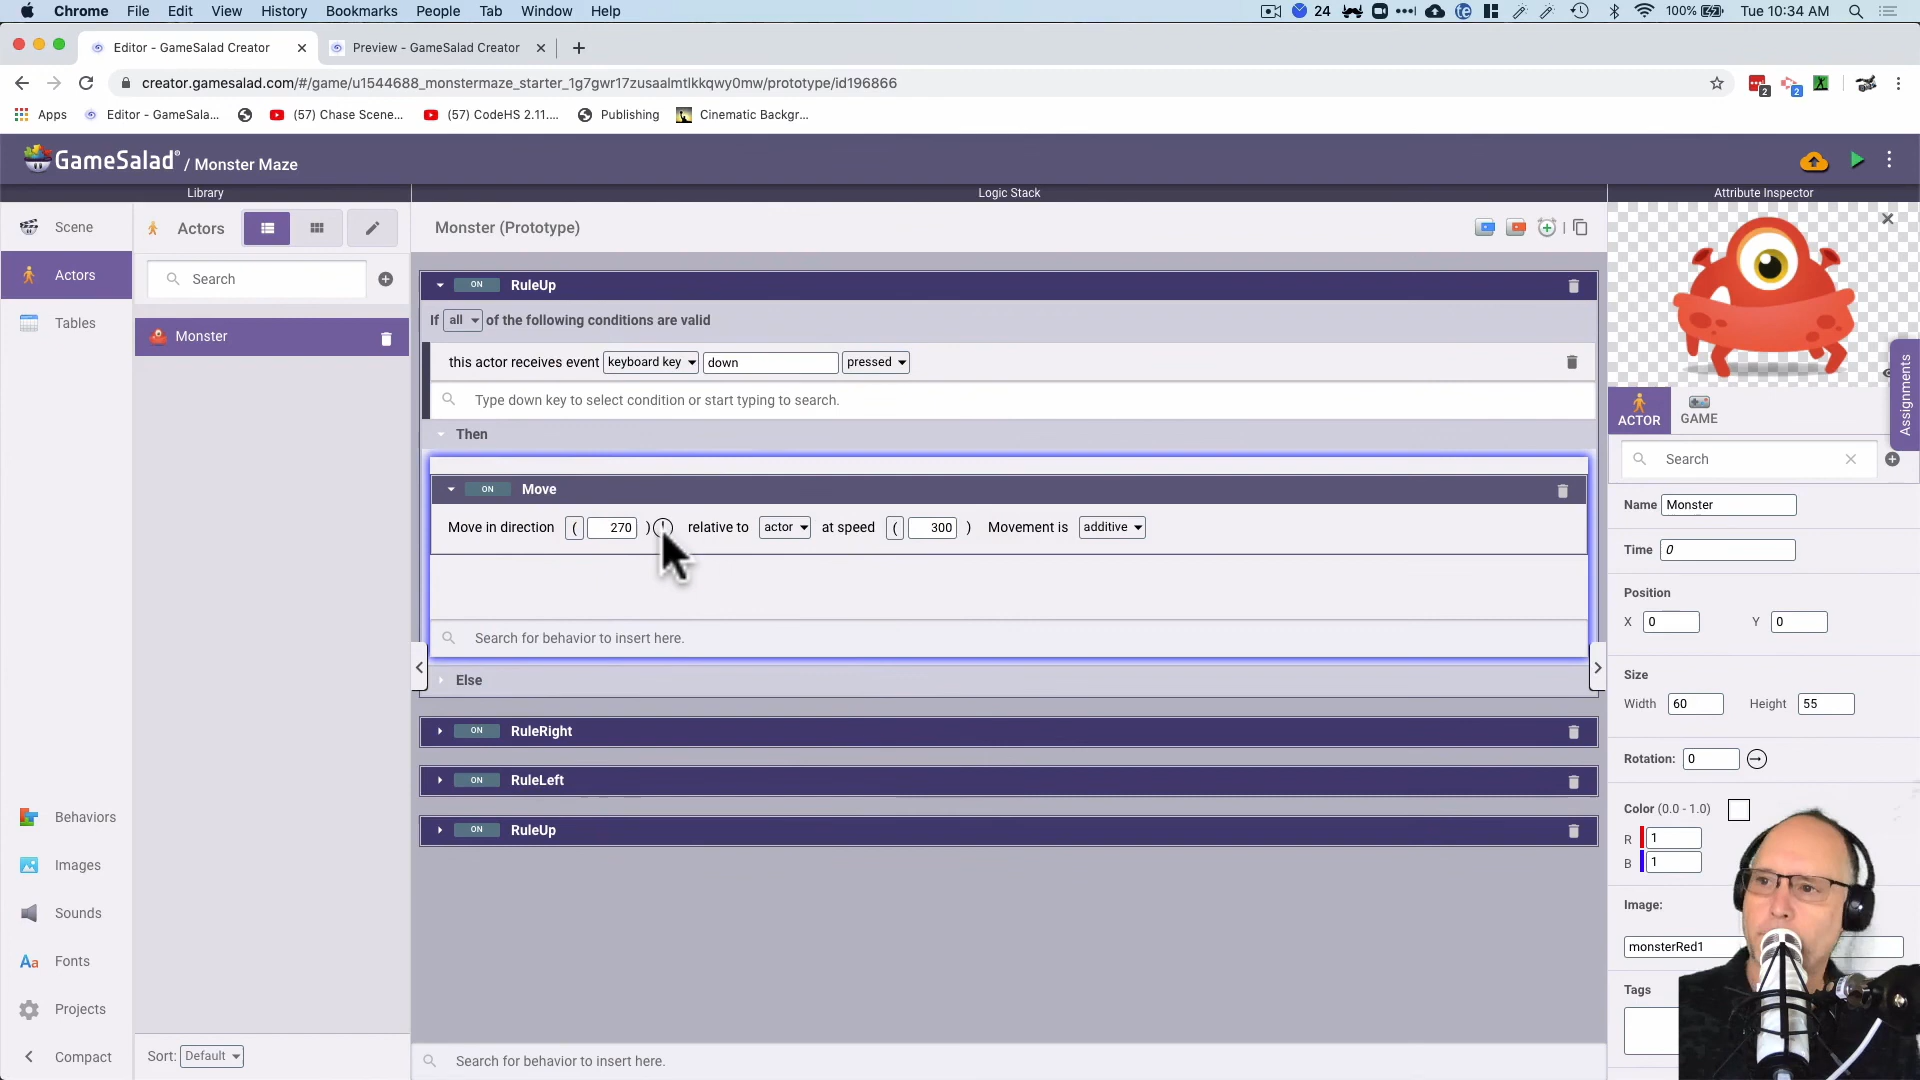 Chrome File Edit View History Bookmarks People Tab Window Help 24 100% Tue 10:34 AM
Editor - GameSalad Creator Preview - GameSalad Creator
creator.gamesalad.com/#/game/u1544688_monstermaze_starter_1g7gwr17zusaalmtlkkqwy0mw/prototype/id196866 2 2
Apps Editor - GameSala... (57) Chase Scene... (57) CodeHS 2.11.... Publishing Cinematic Backgr...
GameSalad® / Monster Maze
Library Logic Stack Attribute Inspector
Scene
Actors
Tables
Behaviors
Images
Sounds
Fonts
Projects
Compact
Actors
Search
Monster
Sort: Default
Monster (Prototype)
ON RuleUp
If all of the following conditions are valid
this actor receives event keyboard key down pressed
Type down key to select condition or start typing to search.
Then
ON Move
Move in direction ( 270 ) relative to actor at speed ( 300 ) Movement is additive
Search for behavior to insert here.
Else
ON RuleRight
ON RuleLeft
ON RuleUp
Search for behavior to insert here.
Assignments
ACTOR GAME
Search
Name Monster
Time 0
Position
X 0 Y 0
Size
Width 60 Height 55
Rotation: 0
Color (0.0 - 1.0)
R 1
B 1
Image:
monsterRed1
Tags